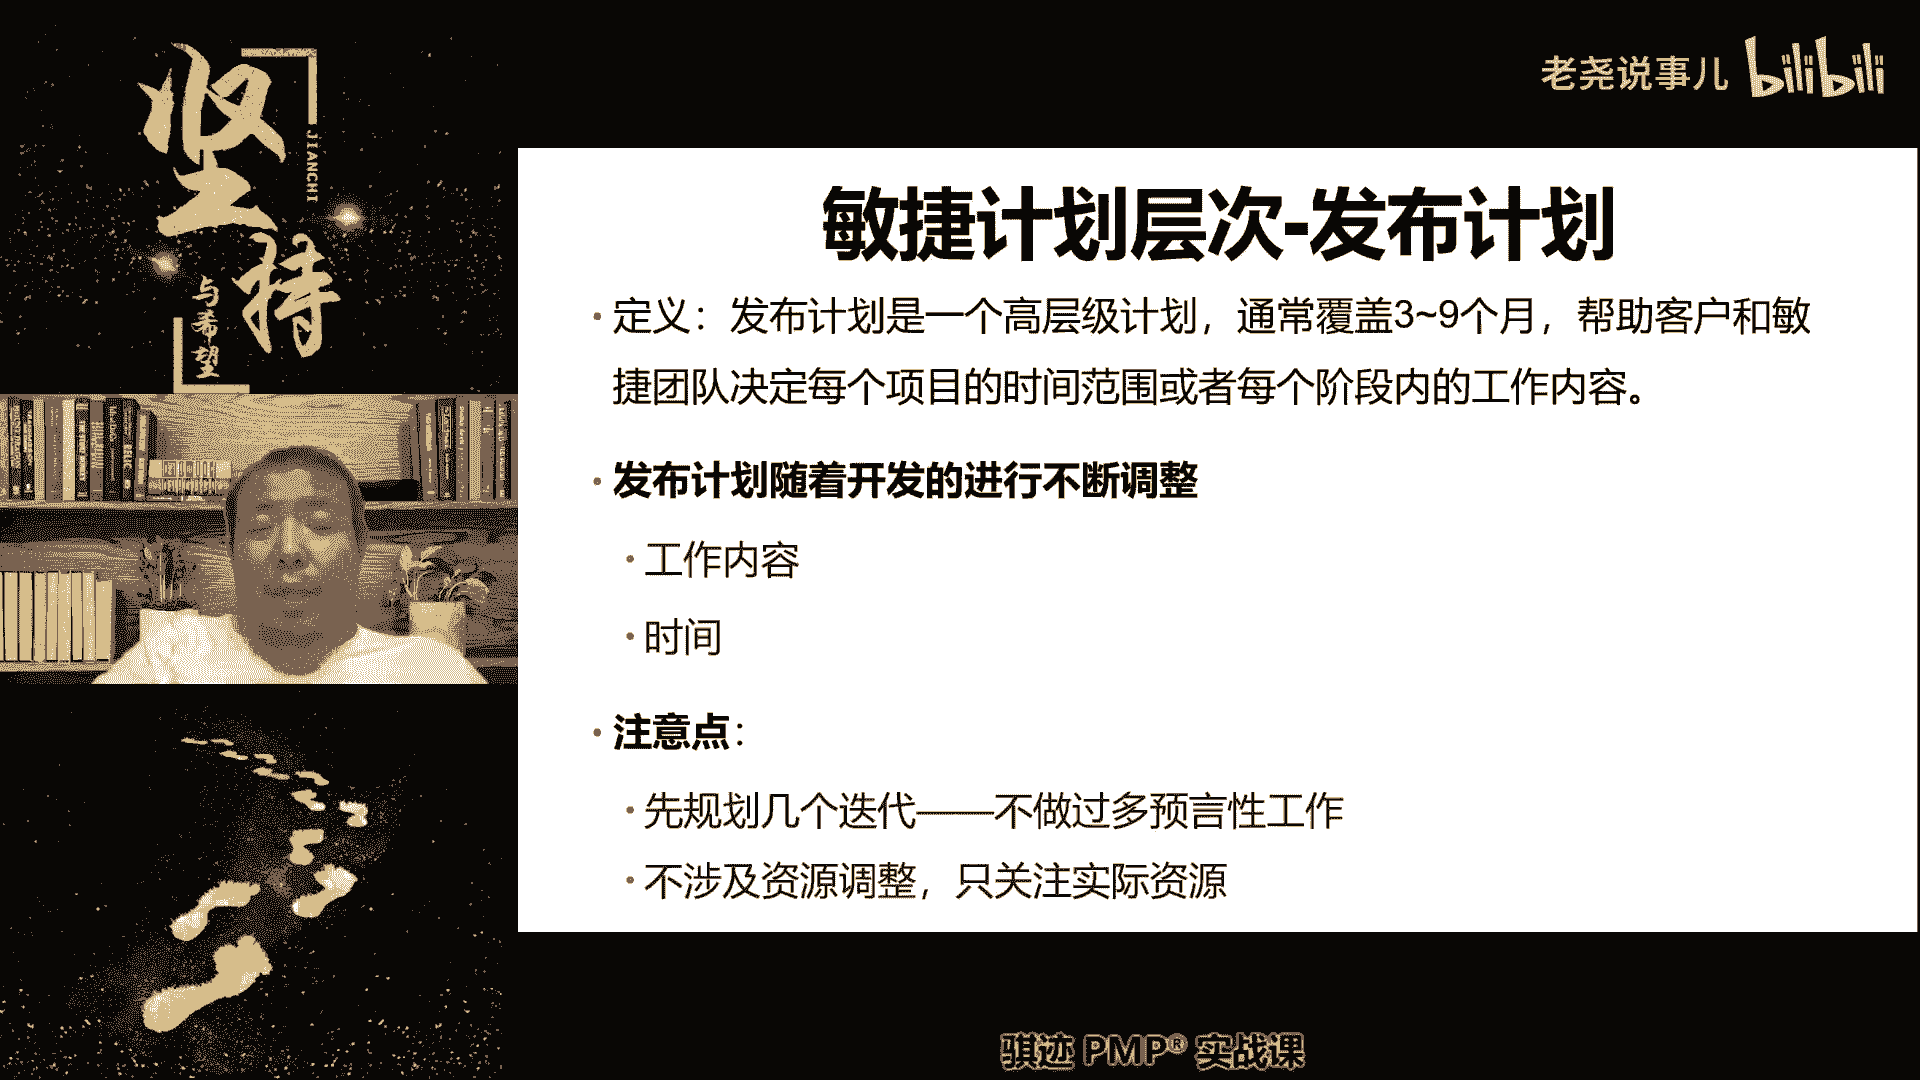 坚持
JIANCHI
与希望
老尧说事儿 bilibili
敏捷计划层次-发布计划
•定义：发布计划是一个高层级计划，通常覆盖3~9个月，帮助客户和敏
捷团队决定每个项目的时间范围或者每个阶段内的工作内容。
•发布计划随着开发的进行不断调整
•工作内容
•时间
•注意点：
•先规划几个迭代——不做过多预言性工作
•不涉及资源调整，只关注实际资源
骐迹 PMP® 实战课